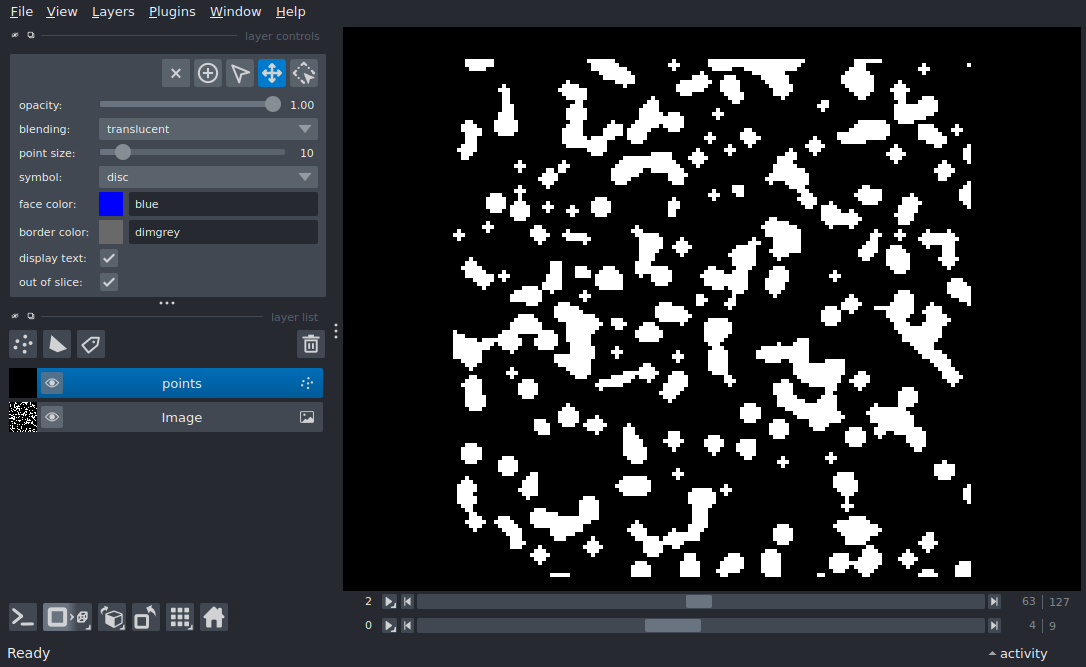 File View Layers Plugins Window Help
layer controls
opacity: 1.00
blending: translucent
point size: 10
symbol: disc
face color: blue
border color: dimgrey
display text:
out of slice:
layer list
points
Image
2 63 127
0 4 9
Ready activity